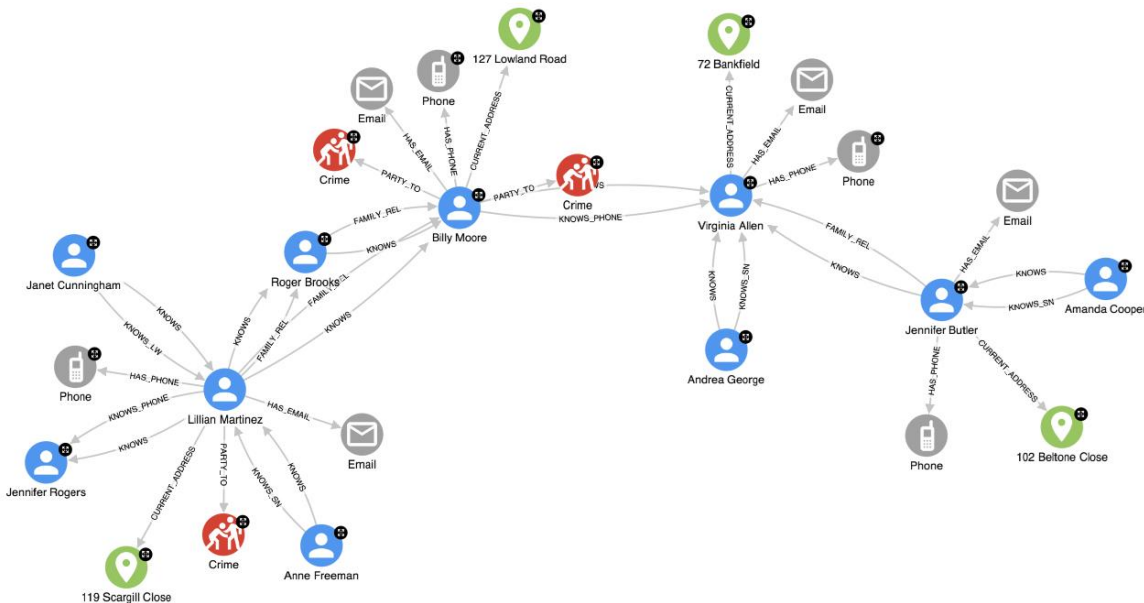 127 Lowland Road
72 Bankfield
Phone
Email
Email
CURRENT_ADDRESS
CURRENT_ADDRESS
HAS_EMAIL
HAS_PHONE
HAS_EMAIL
Crime
PARTY_TO
HAS_PHONE
Phone
PARTY_TO
Crime
Email
FAMILY_REL
KNOWS_PHONE
Virginia Allen
Billy Moore
FAMILY_REL
HAS_EMAIL
KNOWS
KNOWS
KNOWS
Janet Cunningham
Roger Brooks
FAMILY_REL
KNOWS
KNOWS_SN
KNOWS_SN
Amanda Cooper
KNOWS
KNOWS
KNOWS
Jennifer Butler
KNOWS
FAMILY_REL
KNOWS_LW
CURRENT_ADDRESS
Andrea George
HAS_PHONE
HAS_PHONE
Phone
Lillian Martinez
KNOWS_PHONE
HAS_EMAIL
KNOWS
Email
Phone
102 Beltone Close
Jennifer Rogers
CURRENT_ADDRESS
PARTY_TO
KNOWS_SN
KNOWS
Crime
Anne Freeman
119 Scargill Close